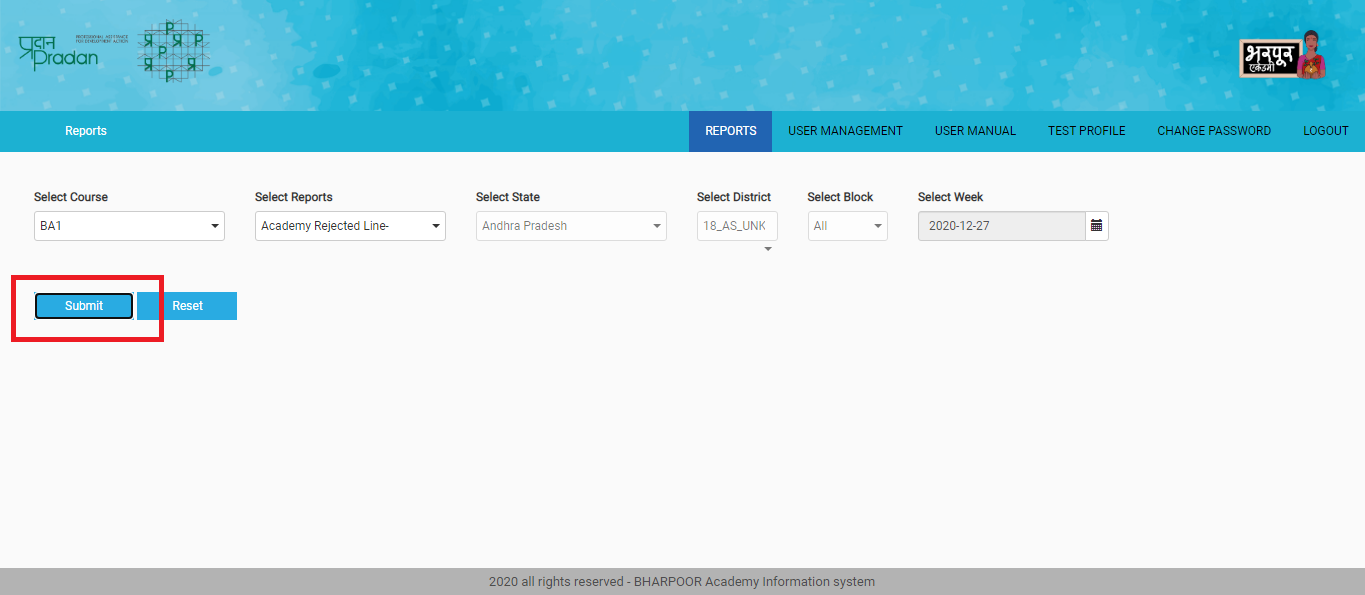 प्रदान
Pradan
PROFESSIONAL ASSISTANCE
FOR DEVELOPMENT ACTION
प्र
P
P
प्र
P
प्र
P
प्र
P
प्र
P
भरपूर
एकेडमी
Reports
REPORTS USER MANAGEMENT USER MANUAL TEST PROFILE CHANGE PASSWORD LOGOUT
Select Course Select Reports Select State Select District Select Block Select Week
BA1 Academy Rejected Line- Andhra Pradesh 18_AS_UNK All 2020-12-27
Submit Reset
2020 all rights reserved - BHARPOOR Academy Information system